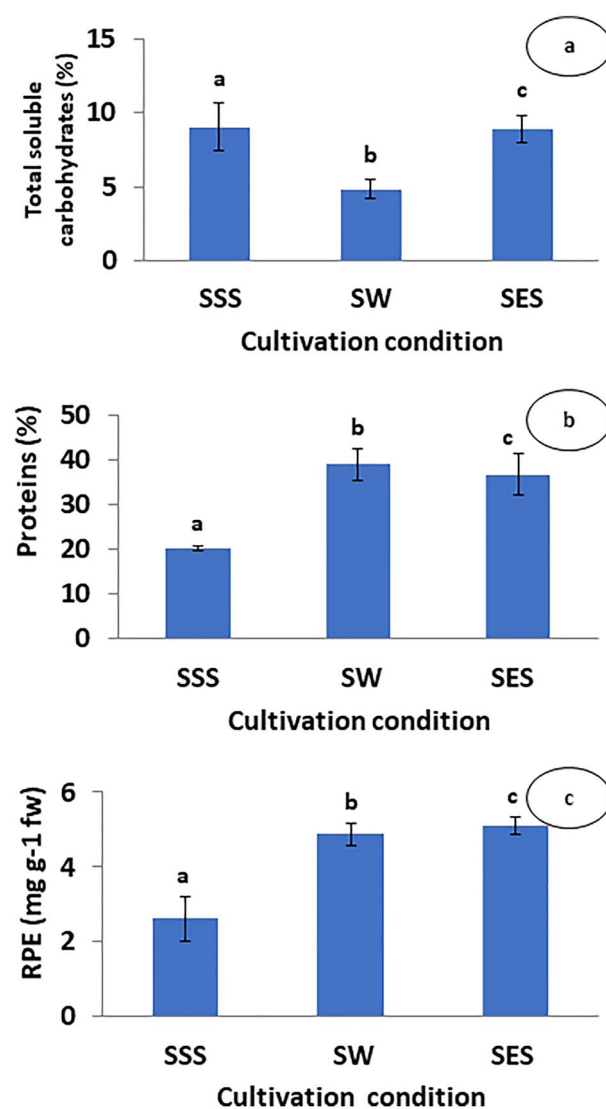 15
10
5
0
Total soluble
carbohydrates (%)
a
a
b
c
SSS SW SES
Cultivation condition
50
40
30
20
10
0
Proteins (%)
b
a
b
c
SSS SW SES
Cultivation condition
6
4
2
0
RPE (mg g-1 fw)
c
a
b
c
SSS SW SES
Cultivation condition